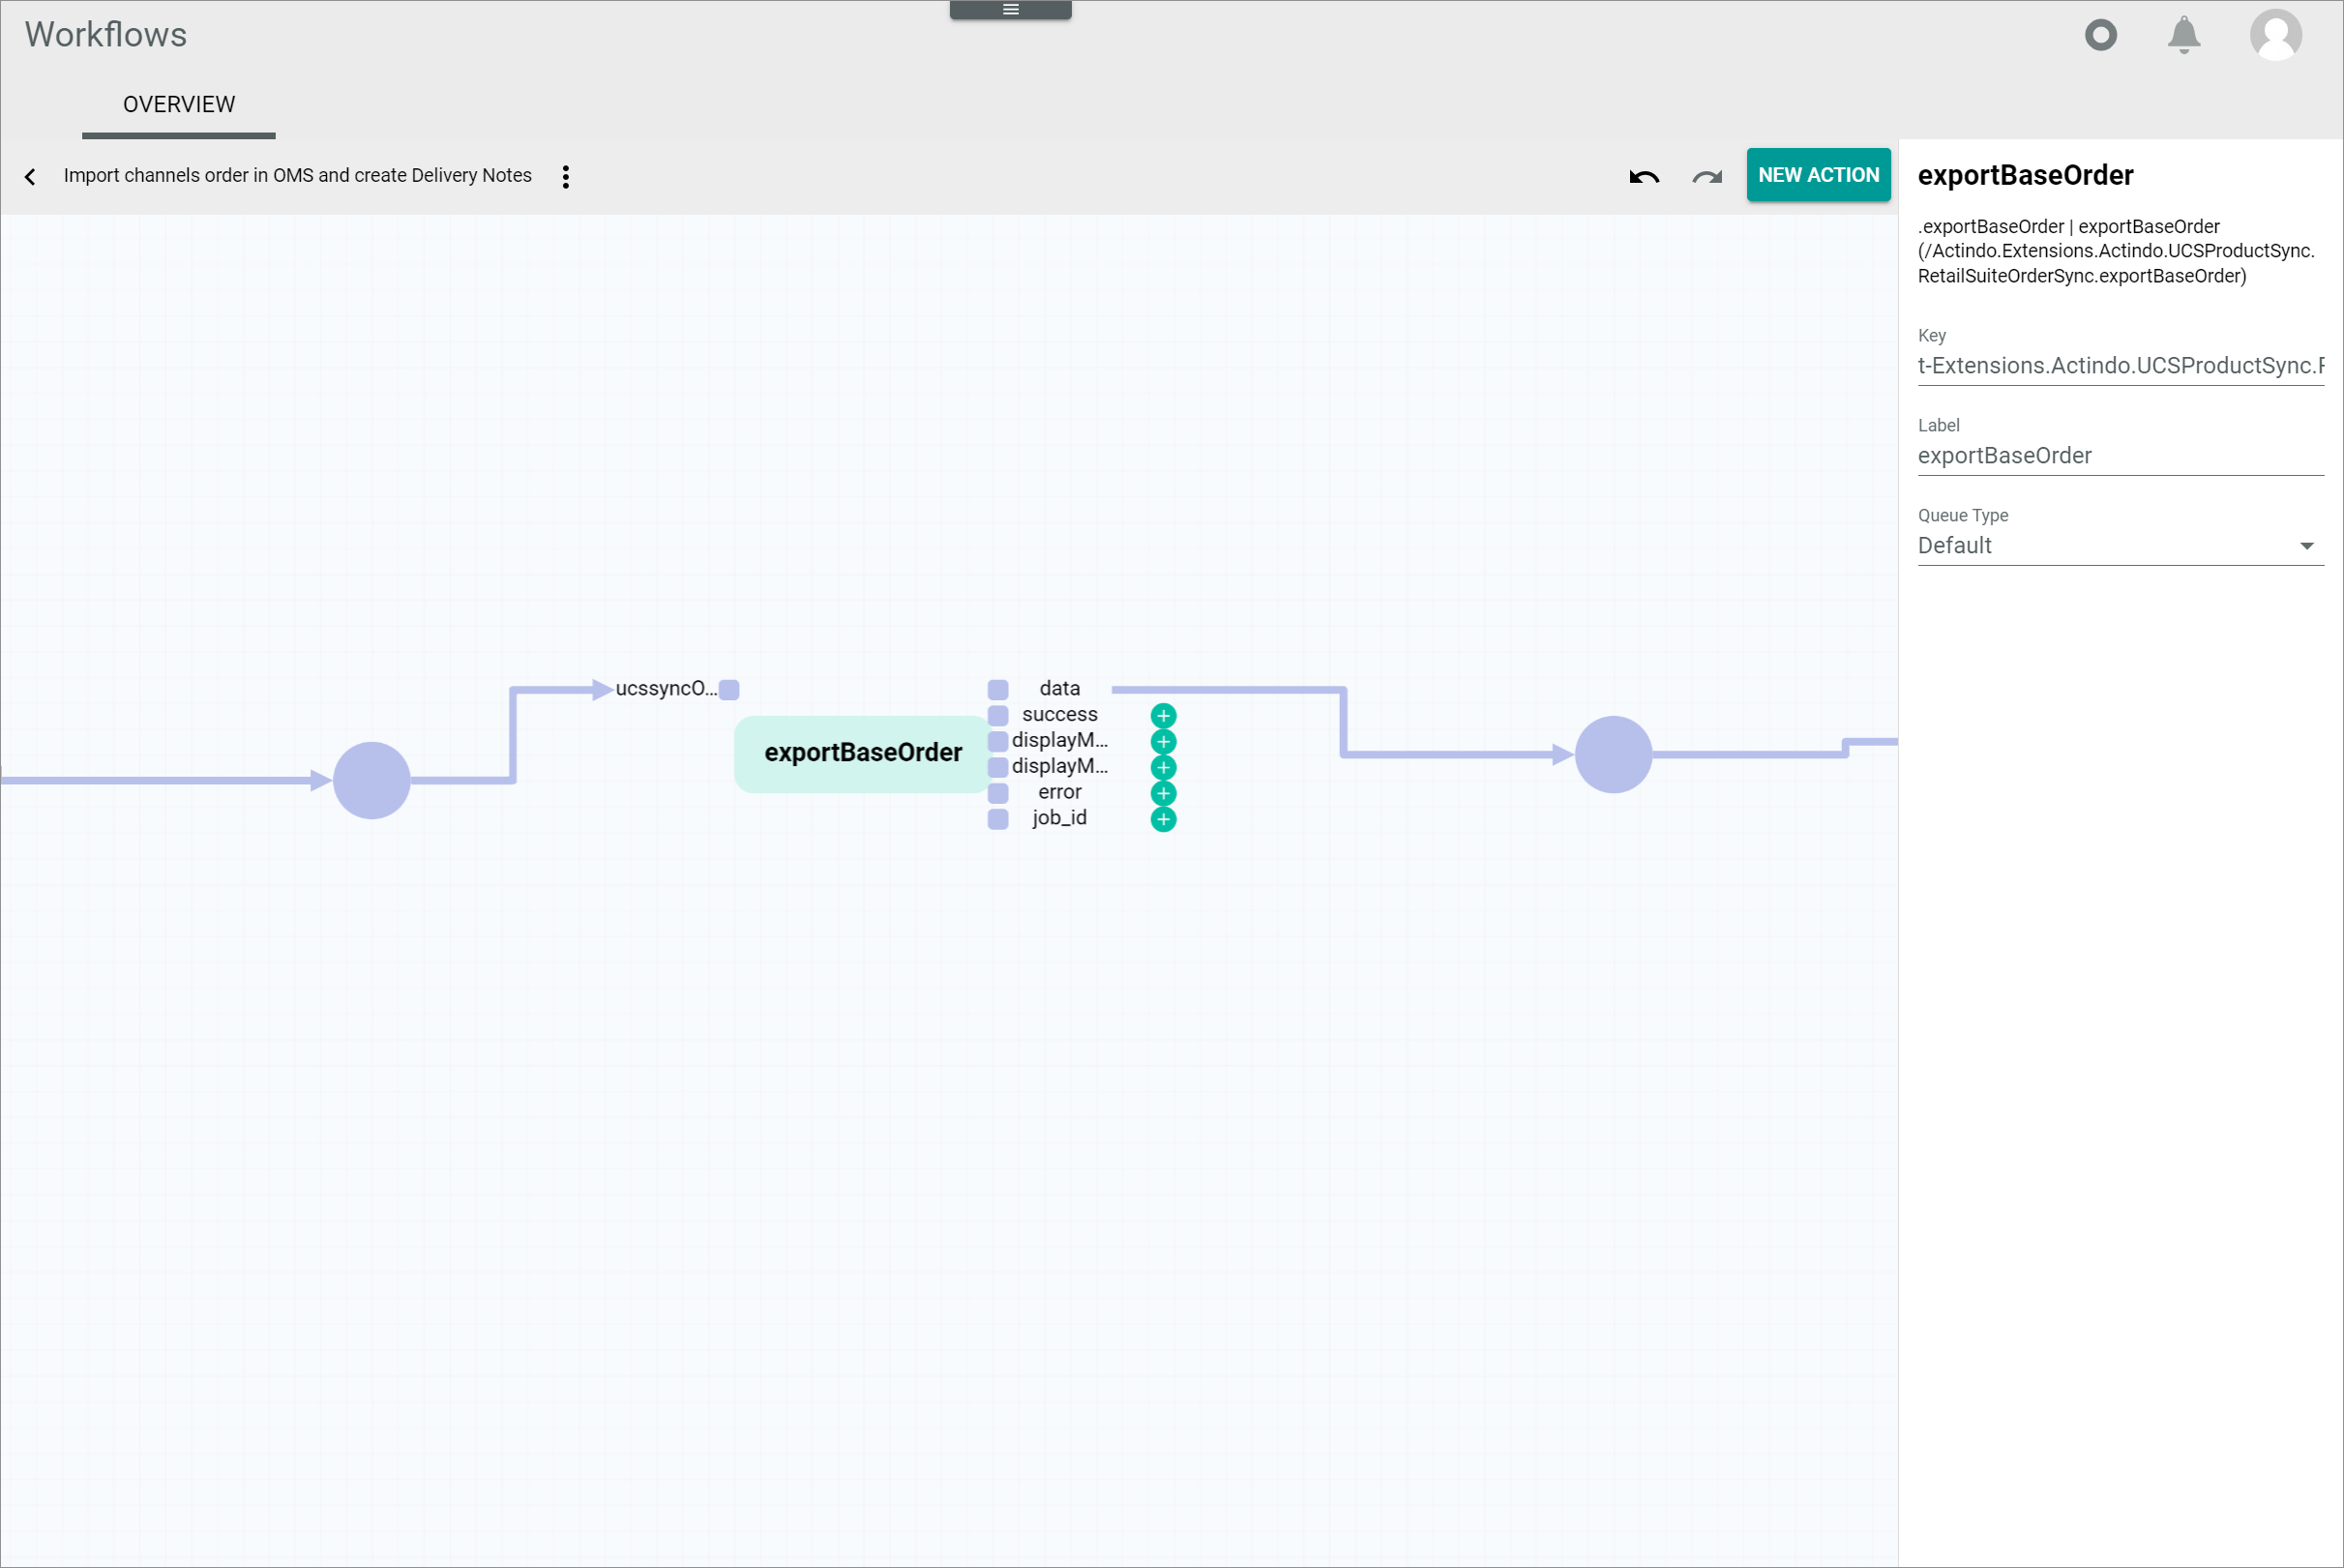 Workflows
OVERVIEW
Import channels order in OMS and create Delivery Notes
NEW ACTION
exportBaseOrder
.exportBaseOrder | exportBaseOrder
(/Actindo.Extensions.Actindo.UCSProductSync.
RetailSuiteOrderSync.exportBaseOrder)
Key
t-Extensions.Actindo.UCSProductSync.F
Label
exportBaseOrder
Queue Type
Default
ucssyncO...
exportBaseOrder
data
success
displayM...
displayM...
error
job_id